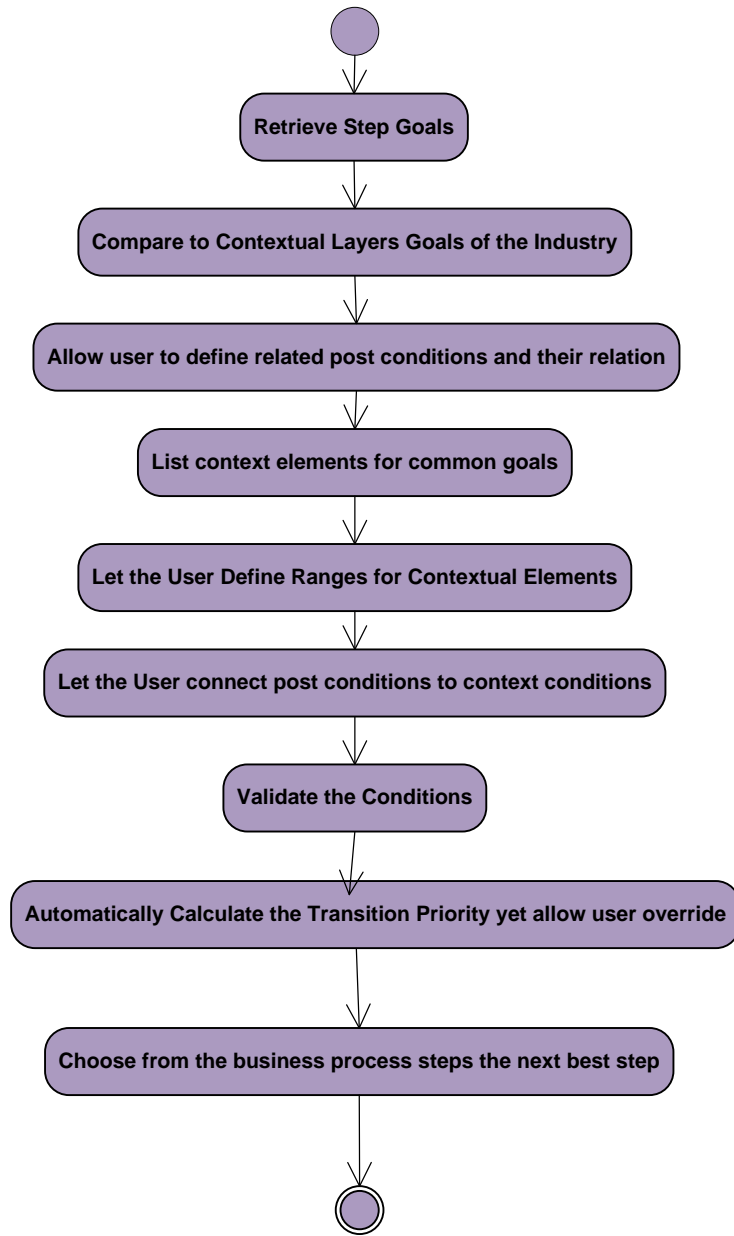 Retrieve Step Goals
Compare to Contextual Layers Goals of the Industry
Allow user to define related post conditions and their relation
List context elements for common goals
Let the User Define Ranges for Contextual Elements
Let the User connect post conditions to context conditions
Validate the Conditions
Automatically Calculate the Transition Priority yet allow user override
Choose from the business process steps the next best step